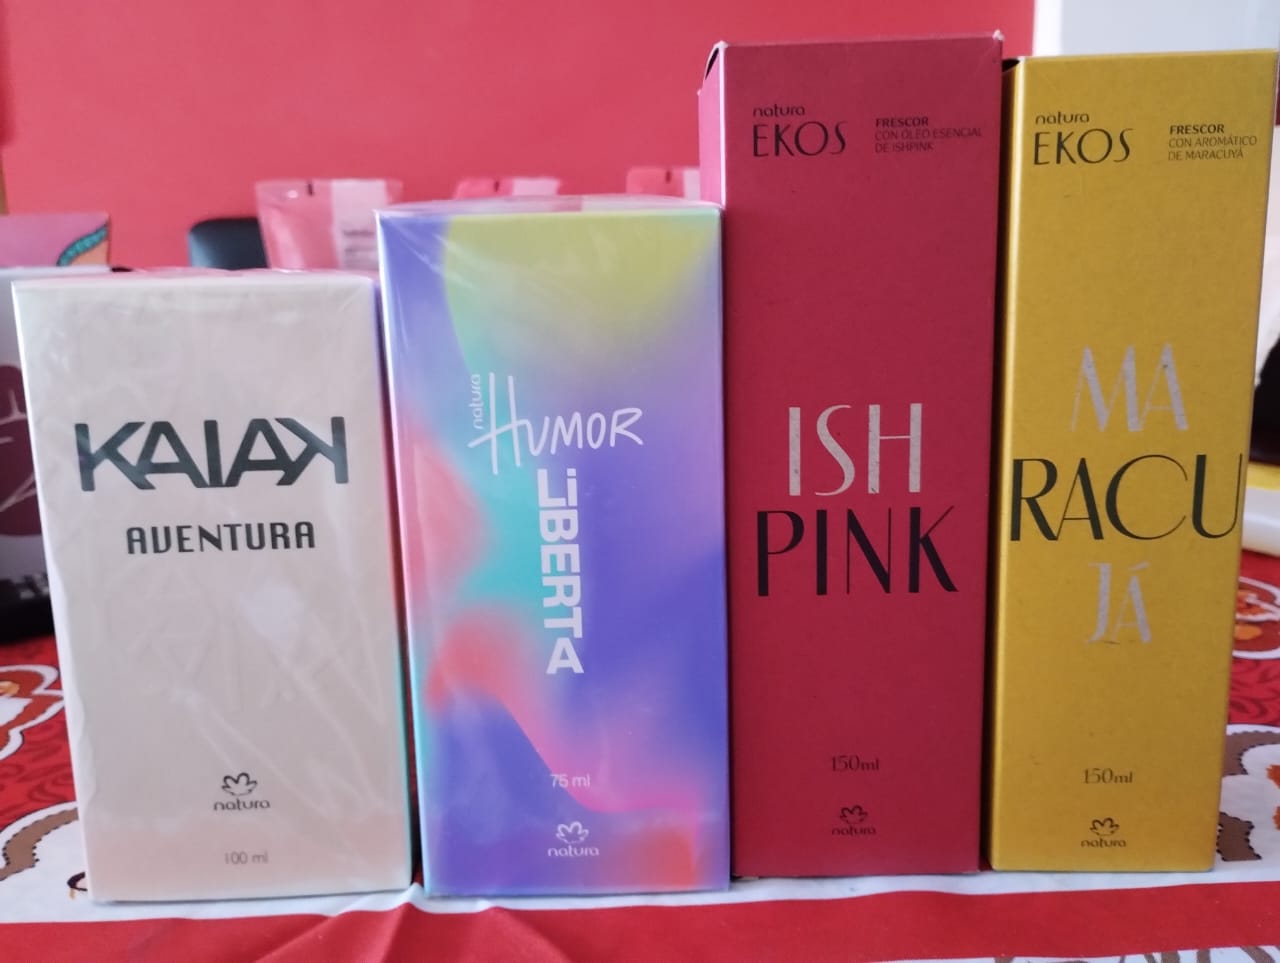 KAIAK
AVENTURA
natura
100 ml
natura
HUMOR
LiBERTA
75 ml
natura
natura
EKOS
FRESCOR
CON ÓLEO ESENCIAL
DE ISHPINK
ISH
PINK
150ml
natura
natura
EKOS
FRESCOR
CON AROMÁTICO
DE MARACUYÁ
MA
RACU
JÁ
150ml
natura